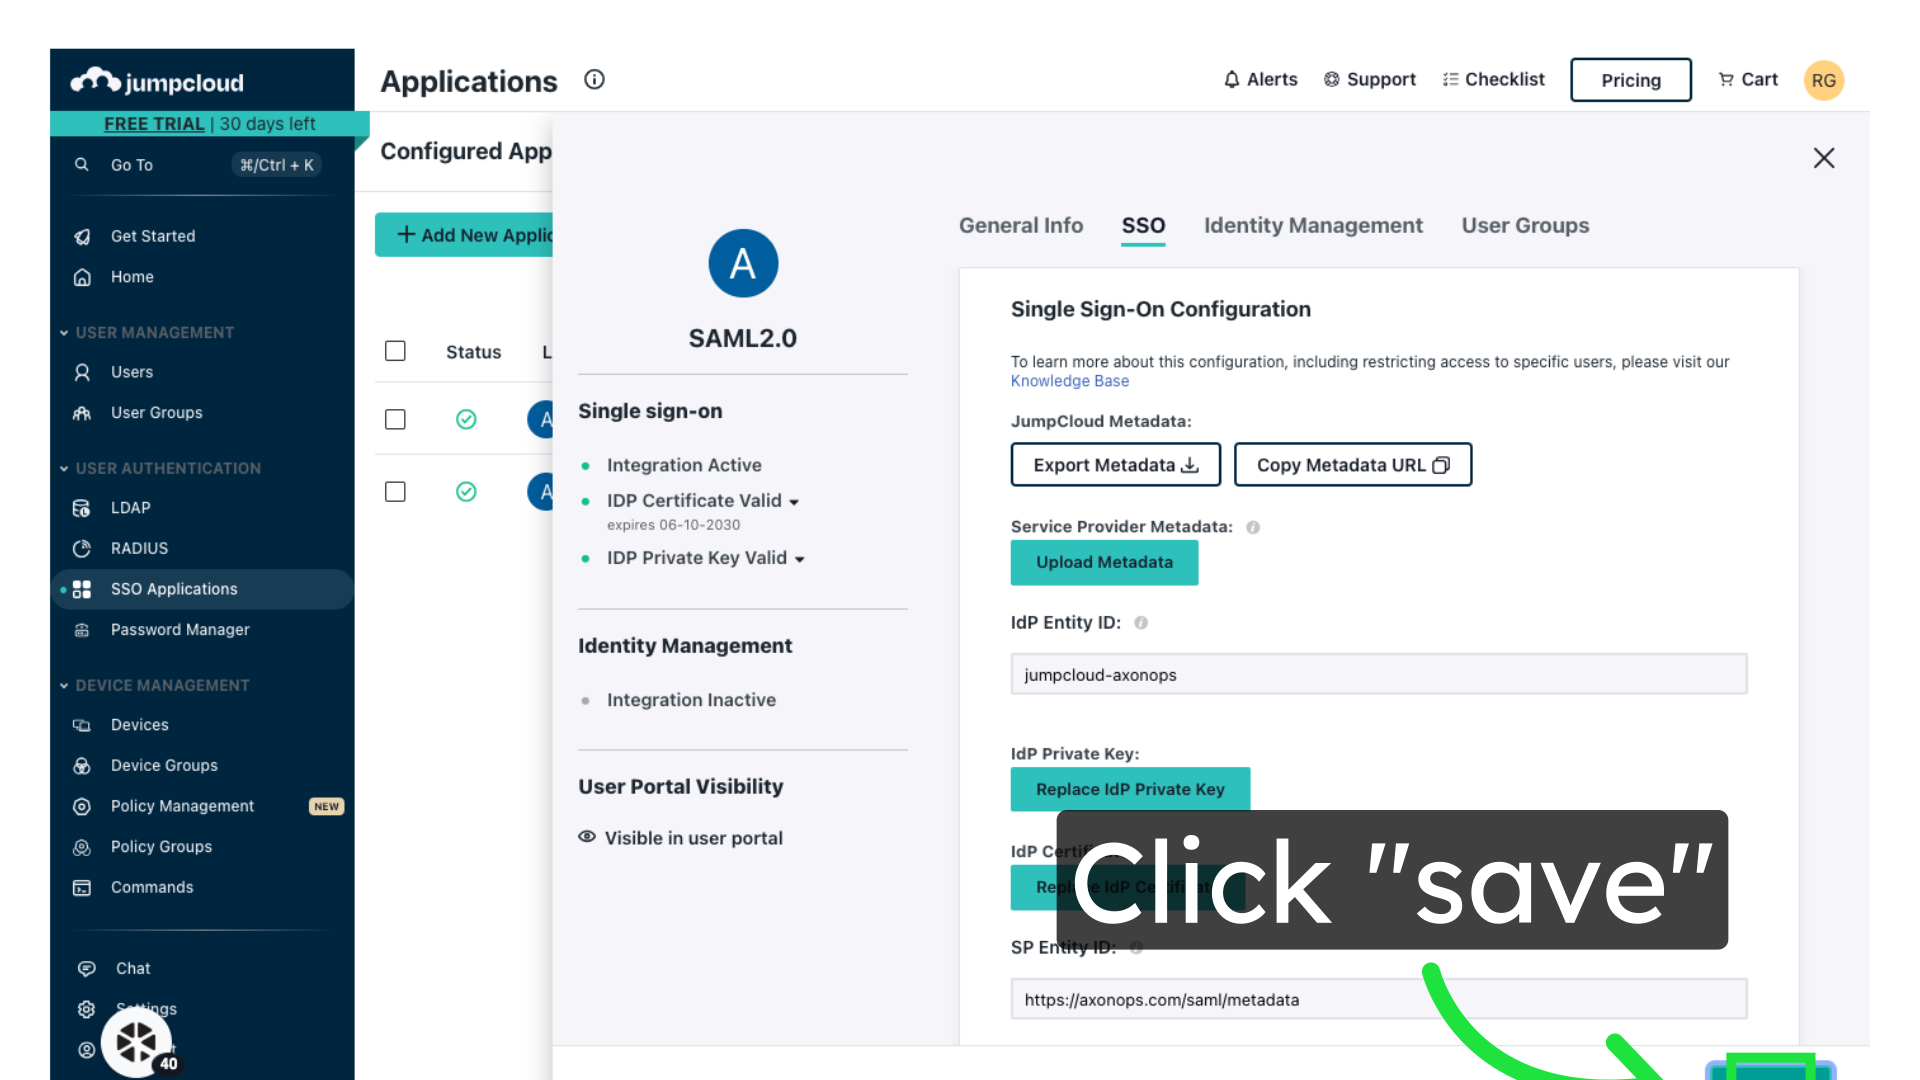 jumpcloud
FREE TRIAL | 30 days left
Go To ⌘/Ctrl + K
Get Started
Home
USER MANAGEMENT
Users
User Groups
USER AUTHENTICATION
LDAP
RADIUS
SSO Applications
Password Manager
DEVICE MANAGEMENT
Devices
Device Groups
Policy Management NEW
Policy Groups
Commands
Chat
Settings
40
Applications
Alerts
Support
Checklist
Pricing
Cart
RG
Configured App
+ Add New Applic
Status L
A
A
A
SAML2.0
Single sign-on
Integration Active
IDP Certificate Valid
expires 06-10-2030
IDP Private Key Valid
Identity Management
Integration Inactive
User Portal Visibility
Visible in user portal
General Info SSO Identity Management User Groups
Single Sign-On Configuration
To learn more about this configuration, including restricting access to specific users, please visit our
Knowledge Base
JumpCloud Metadata:
Export Metadata
Copy Metadata URL
Service Provider Metadata:
Upload Metadata
IdP Entity ID:
jumpcloud-axonops
IdP Private Key:
Replace IdP Private Key
IdP Certif
Replace IdP Certificat
Click "save"
SP Entity ID:
https://axonops.com/saml/metadata